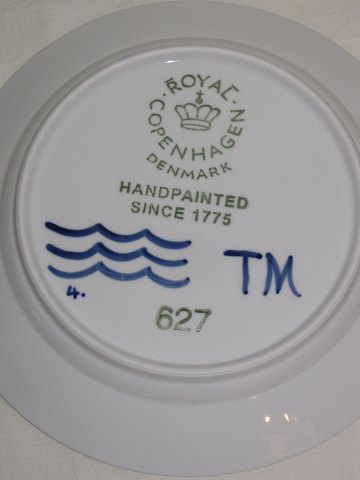 ROYAL
COPENHAGEN
DENMARK
HANDPAINTED
SINCE 1775
TM
4.
627